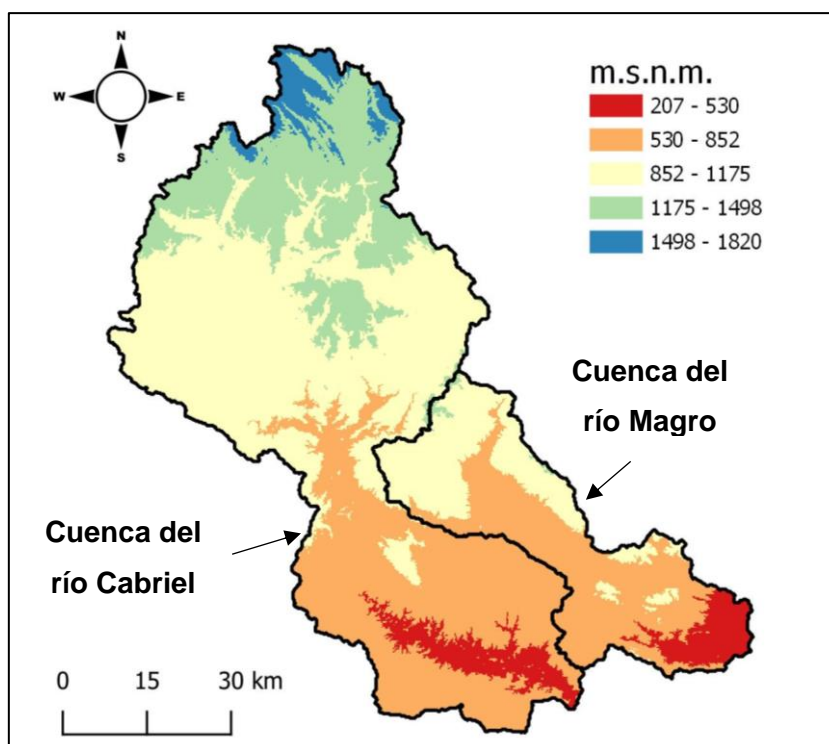 N
W
E
S
m.s.n.m.
207 - 530
530 - 852
852 - 1175
1175 - 1498
1498 - 1820
Cuenca del
río Magro
Cuenca del
río Cabriel
0 15 30 km